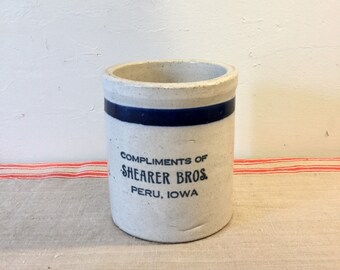 COMPLIMENTS OF
SHEARER BROS.
PERU, IOWA